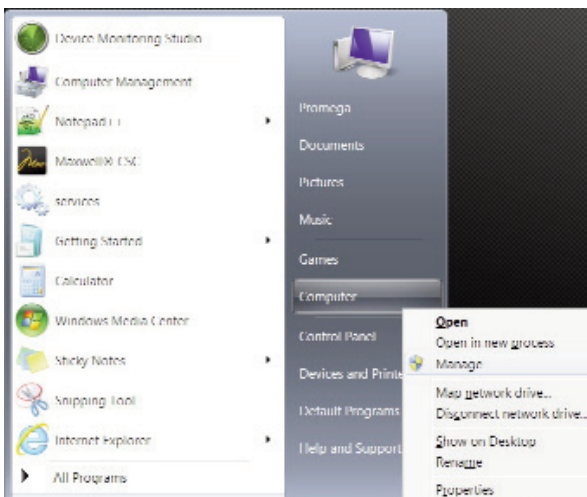 Device Monitoring Studio
Computer Management
Notepad++
Maxwell® CSC
services
Getting Started
Calculator
Windows Media Center
Sticky Notes
Snipping Tool
Internet Explorer
All Programs
Promega
Documents
Pictures
Music
Games
Computer
Control Panel
Devices and Printe
Default Programs
Help and Support
Open
Open in new process
Manage
Map network drive...
Disconnect network drive...
Show on Desktop
Rename
Properties